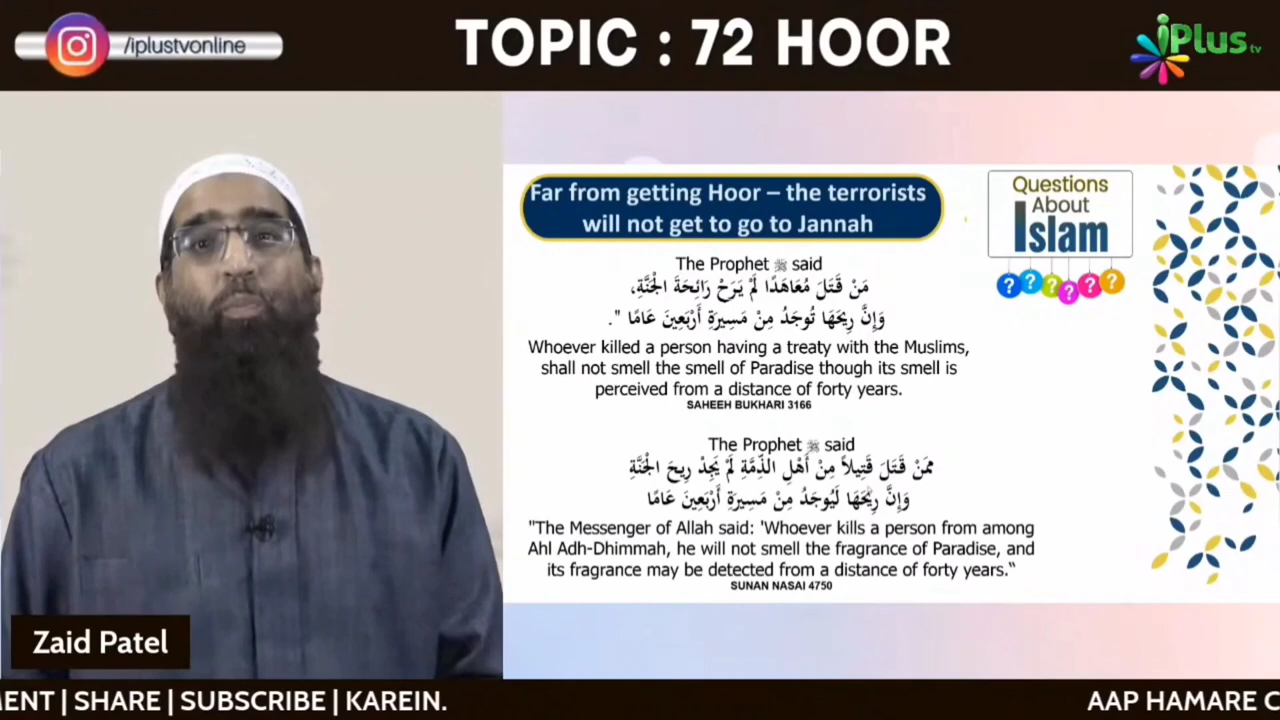 /iplustvonline
TOPIC : 72 HOOR
iPlus tv
Far from getting Hoor – the terrorists
will not get to go to Jannah
Questions
About
Islam
The Prophet ﷺ said
مَنْ قَتَلَ مُعَاهَدًا لَمْ يَرَحْ رَائِحَةَ الْجَنَّةِ،
وَإِنَّ رِيحَهَا تُوجَدُ مِنْ مَسِيرَةِ أَرْبَعِينَ عَامًا ".
Whoever killed a person having a treaty with the Muslims,
shall not smell the smell of Paradise though its smell is
perceived from a distance of forty years.
SAHEEH BUKHARI 3166
The Prophet ﷺ said
مَنْ قَتَلَ قَتِيلاً مِنْ أَهْلِ الذِّمَّةِ لَمْ يَجِدْ رِيحَ الْجَنَّةِ
وَإِنَّ رِيحَهَا لَيُوجَدُ مِنْ مَسِيرَةِ أَرْبَعِينَ عَامًا
"The Messenger of Allah said: 'Whoever kills a person from among
Ahl Adh-Dhimmah, he will not smell the fragrance of Paradise, and
its fragrance may be detected from a distance of forty years.“
SUNAN NASAI 4750
Zaid Patel
MENT | SHARE | SUBSCRIBE | KAREIN. AAP HAMARE C